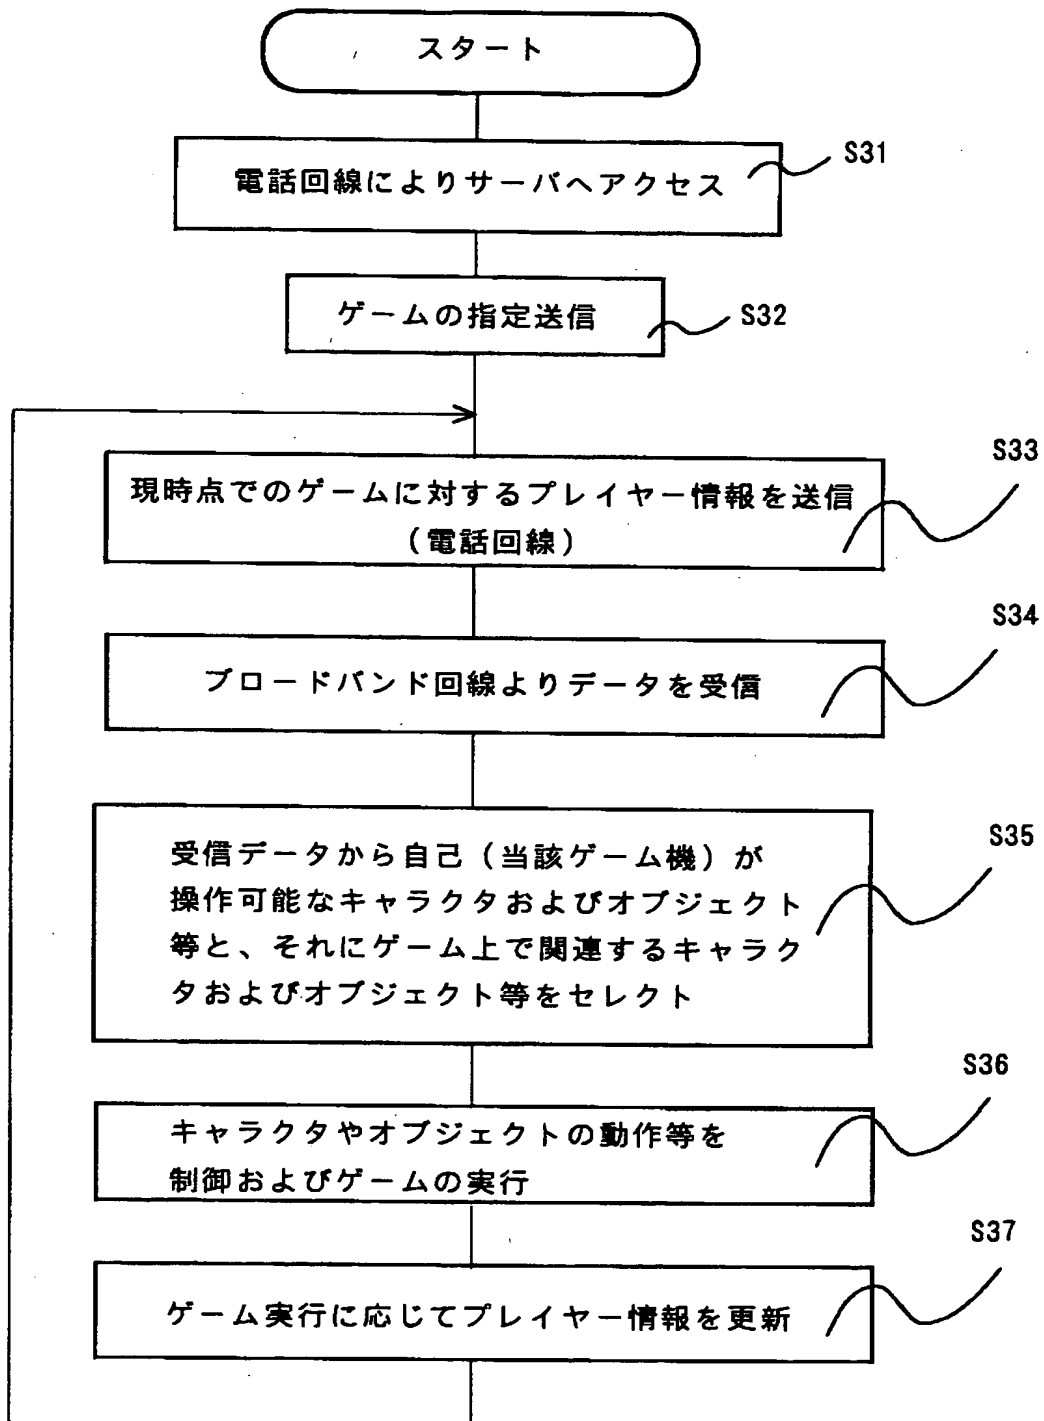 スタート
電話回線によりサーバへアクセス
S31
ゲームの指定送信
S32
現時点でのゲームに対するプレイヤー情報を送信
(電話回線)
S33
ブロードバンド回線よりデータを受信
S34
受信データから自己(当該ゲーム機)が
操作可能なキャラクタおよびオブジェクト
等と、それにゲーム上で関連するキャラク
タおよびオブジェクト等をセレクト
S35
キャラクタやオブジェクトの動作等を
制御およびゲームの実行
S36
ゲーム実行に応じてプレイヤー情報を更新
S37